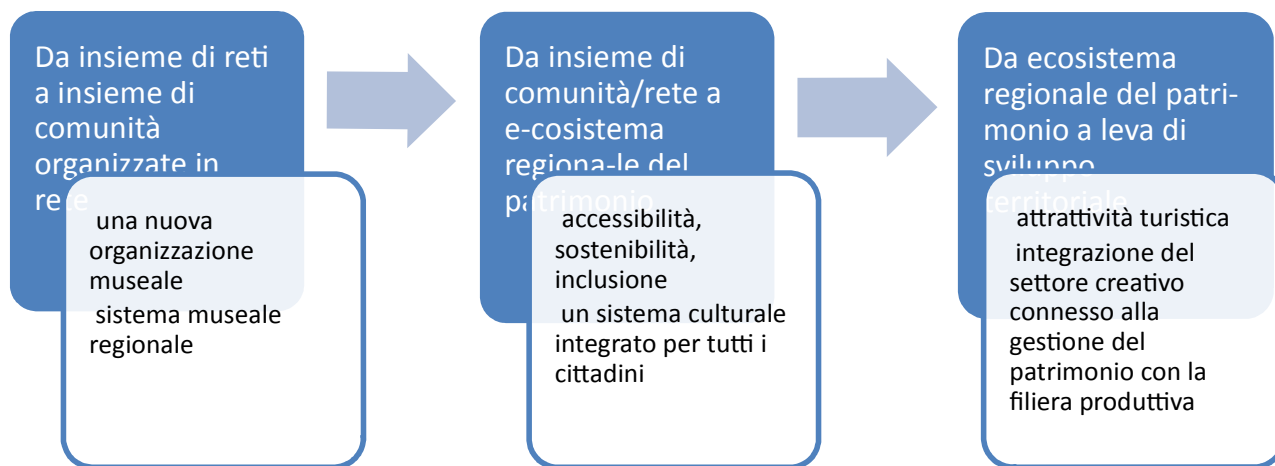 Da insieme di reti
a insieme di
comunità
organizzate in
rete
una nuova
organizzazione
museale
sistema museale
regionale
Da insieme di
comunità/rete a
e-cosistema
regiona-le del
patrimonio
accessibilità,
sostenibilità,
inclusione
un sistema culturale
integrato per tutti i
cittadini
Da ecosistema
regionale del patri-
monio a leva di
sviluppo
territoriale
attrattività turistica
integrazione del
settore creativo
connesso alla
gestione del
patrimonio con la
filiera produttiva